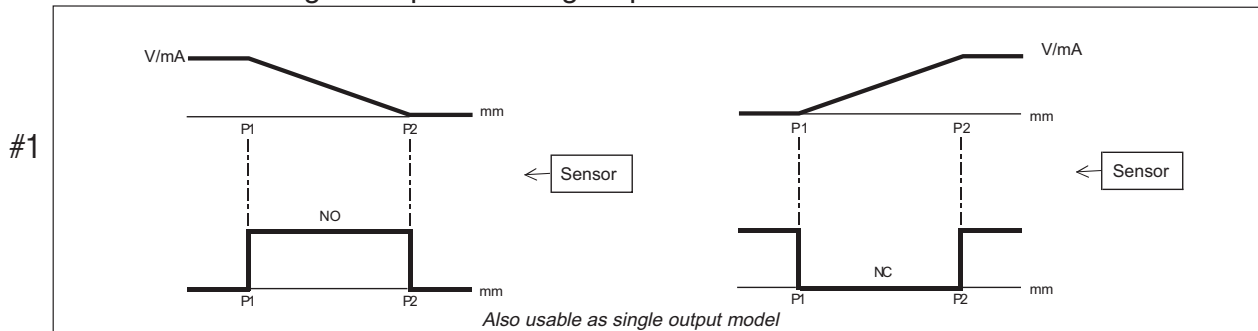 V/mA
mm
P1
P2
V/mA
mm
P1
P2
#1
Sensor
Sensor
NO
mm
P1
P2
NC
mm
P1
P2
Also usable as single output model